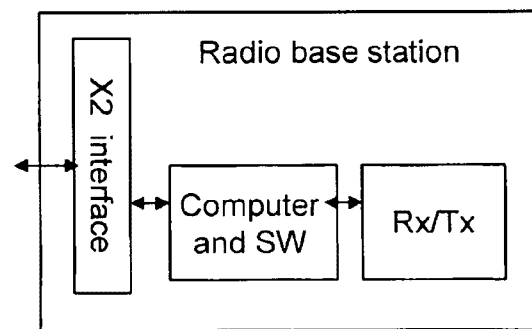 Radio base station
X2 interface
Computer
and SW
Rx/Tx